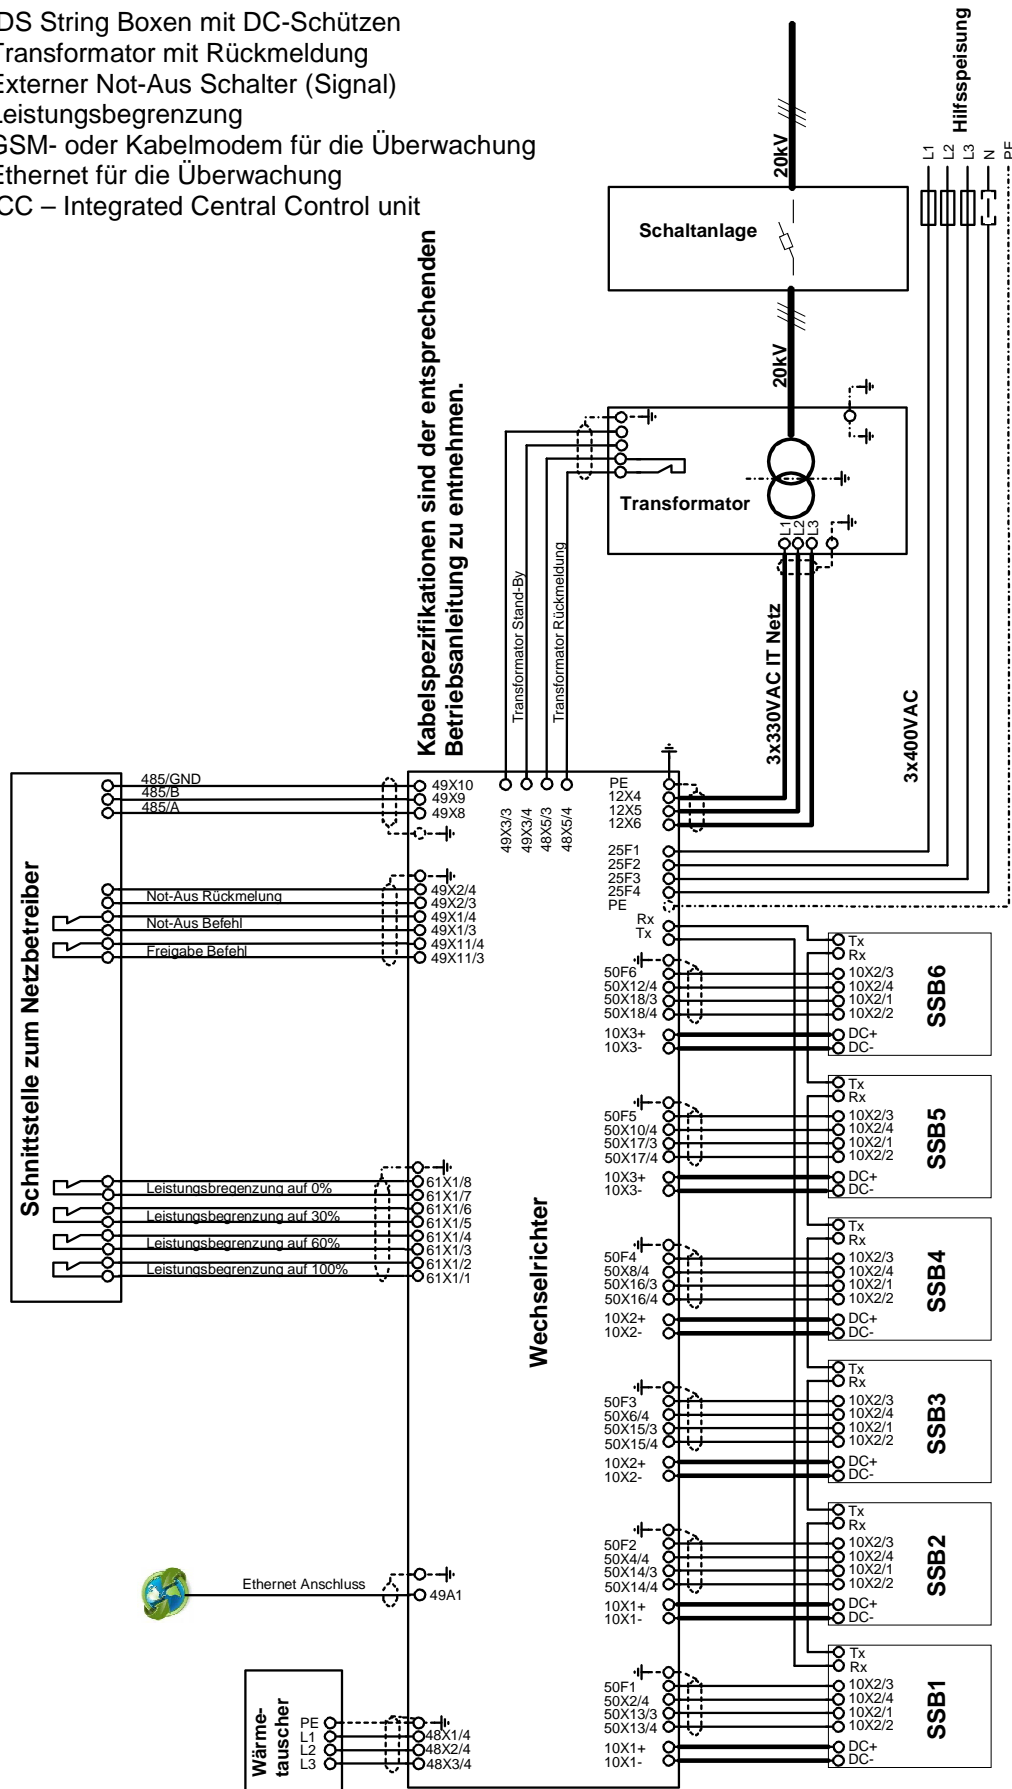 IDS String Boxen mit DC-Schützen
Transformator mit Rückmeldung
Externer Not-Aus Schalter (Signal)
Leistungsbegrenzung
GSM- oder Kabelmodem für die Überwachung
Ethernet für die Überwachung
ICC – Integrated Central Control unit
Kabelspezifikationen sind der entsprechenden
Betriebsanleitung zu entnehmen.
20kV
Schaltanlage
20kV
Hilfsspeisung
L1
L2
L3
N
PE
Transformator
L1
L2
L3
Transformator Stand-By
Transformator Rückmeldung
3x330VAC IT Netz
3x400VAC
Schnittstelle zum Netzbetreiber
485/GND
485/B
485/A
49X10
49X9
49X8
Not-Aus Rückmelung
Not-Aus Befehl
Freigabe Befehl
49X2/4
49X2/3
49X1/4
49X1/3
49X11/4
49X11/3
Leistungsbregenzung auf 0%
Leistungsbegrenzung auf 30%
Leistungsbegrenzung auf 60%
Leistungsbegrenzung auf 100%
61X1/8
61X1/7
61X1/6
61X1/5
61X1/4
61X1/3
61X1/2
61X1/1
Ethernet Anschluss
49A1
Wärme-
tauscher
PE
L1
L2
L3
48X1/4
48X2/4
48X3/4
Wechselrichter
49X3/3
49X3/4
48X5/3
48X5/4
PE
12X4
12X5
12X6
25F1
25F2
25F3
25F4
PE
Rx
Tx
50F6
50X12/4
50X18/3
50X18/4
10X3+
10X3-
Tx
Rx
10X2/3
10X2/4
10X2/1
10X2/2
DC+
DC-
SSB6
50F5
50X10/4
50X17/3
50X17/4
10X3+
10X3-
Tx
Rx
10X2/3
10X2/4
10X2/1
10X2/2
DC+
DC-
SSB5
50F4
50X8/4
50X16/3
50X16/4
10X2+
10X2-
Tx
Rx
10X2/3
10X2/4
10X2/1
10X2/2
DC+
DC-
SSB4
50F3
50X6/4
50X15/3
50X15/4
10X2+
10X2-
Tx
Rx
10X2/3
10X2/4
10X2/1
10X2/2
DC+
DC-
SSB3
50F2
50X4/4
50X14/3
50X14/4
10X1+
10X1-
Tx
Rx
10X2/3
10X2/4
10X2/1
10X2/2
DC+
DC-
SSB2
50F1
50X2/4
50X13/3
50X13/4
10X1+
10X1-
Tx
Rx
10X2/3
10X2/4
10X2/1
10X2/2
DC+
DC-
SSB1